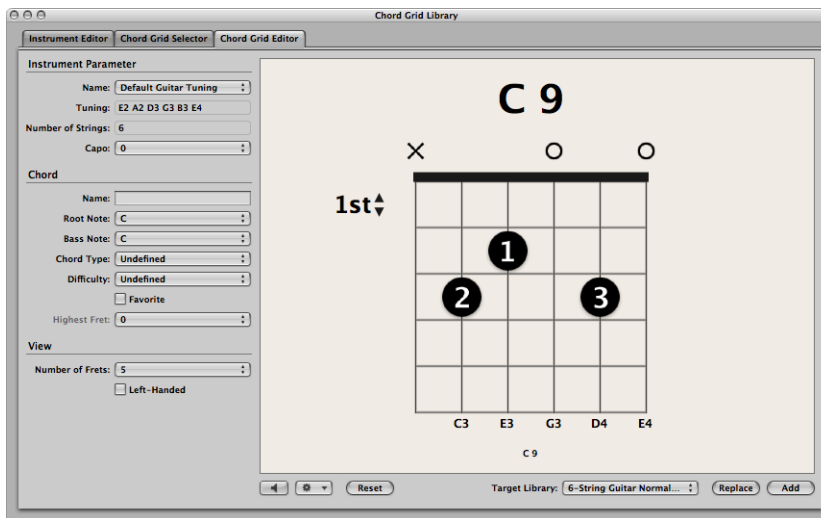 Chord Grid Library
Instrument Editor Chord Grid Selector Chord Grid Editor
Instrument Parameter
Name: Default Guitar Tuning
Tuning: E2 A2 D3 G3 B3 E4
Number of Strings: 6
Capo: 0
Chord
Name:
Root Note: C
Bass Note: C
Chord Type: Undefined
Difficulty: Undefined
Favorite
Highest Fret: 0
View
Number of Frets: 5
Left-Handed
C 9
1st
1
2 3
C3 E3 G3 D4 E4
C 9
Reset Target Library: 6-String Guitar Normal... Replace Add